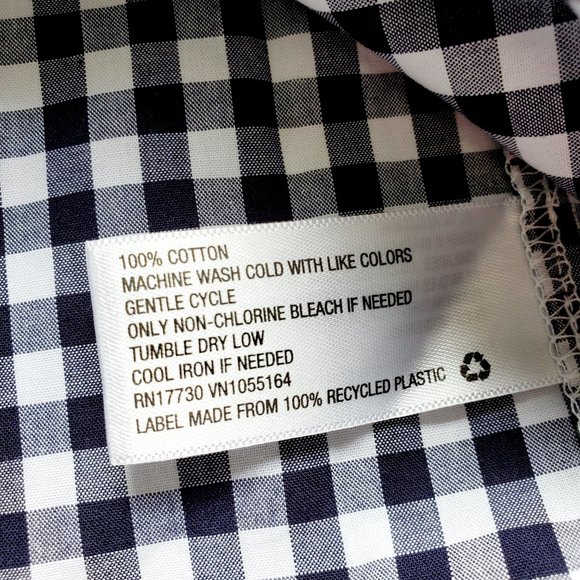 100% COTTON
MACHINE WASH COLD WITH LIKE COLORS
GENTLE CYCLE
ONLY NON-CHLORINE BLEACH IF NEEDED
TUMBLE DRY LOW
COOL IRON IF NEEDED
RN17730 VN1055164
LABEL MADE FROM 100% RECYCLED PLASTIC